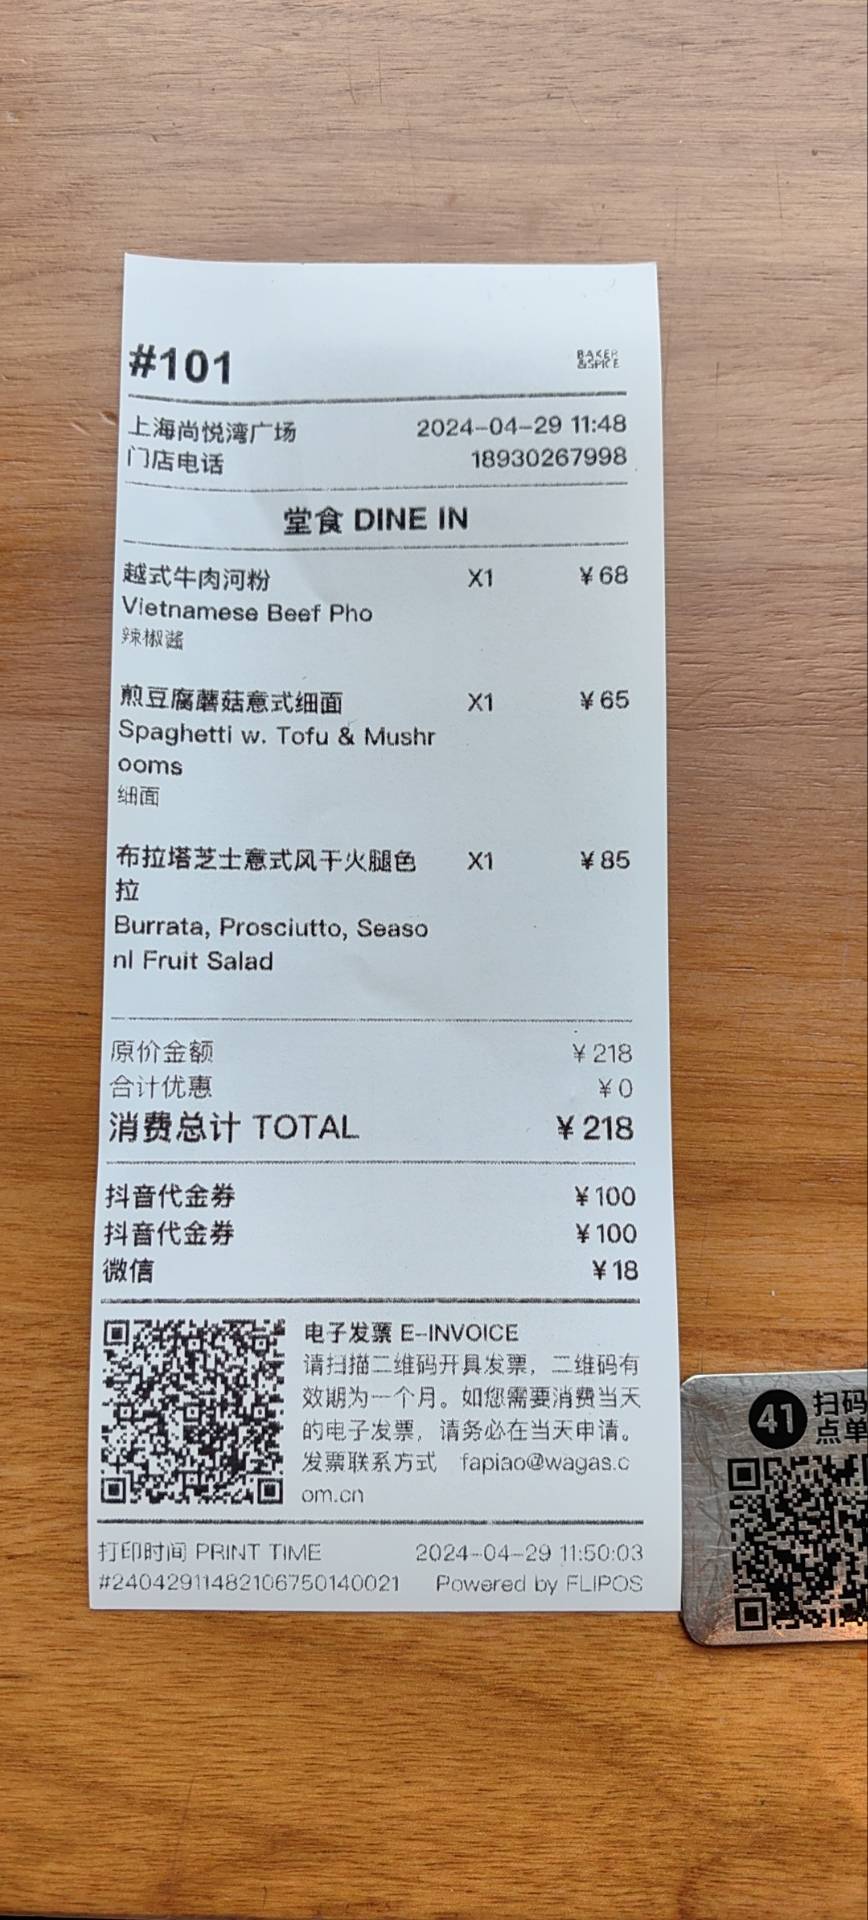 #101
BAKER
&SPICE
上海尚悦湾广场 2024-04-29 11:48
门店电话 18930267998
堂食 DINE IN
越式牛肉河粉 X1 ¥68
Vietnamese Beef Pho
辣椒酱
煎豆腐蘑菇意式细面 X1 ¥65
Spaghetti w. Tofu & Mushr
ooms
细面
布拉塔芝士意式风干火腿色 X1 ¥85
拉
Burrata, Prosciutto, Seaso
nl Fruit Salad
原价金额 ¥218
合计优惠 ¥0
消费总计 TOTAL ¥218
抖音代金券 ¥100
抖音代金券 ¥100
微信 ¥18
电子发票 E-INVOICE
请扫描二维码开具发票，二维码有
效期为一个月。如您需要消费当天
的电子发票，请务必在当天申请。
发票联系方式 fapiao@wagas.c
om.cn
打印时间 PRINT TIME 2024-04-29 11:50:03
#24042911482106750140021 Powered by FLIPOS
41 扫码
点单